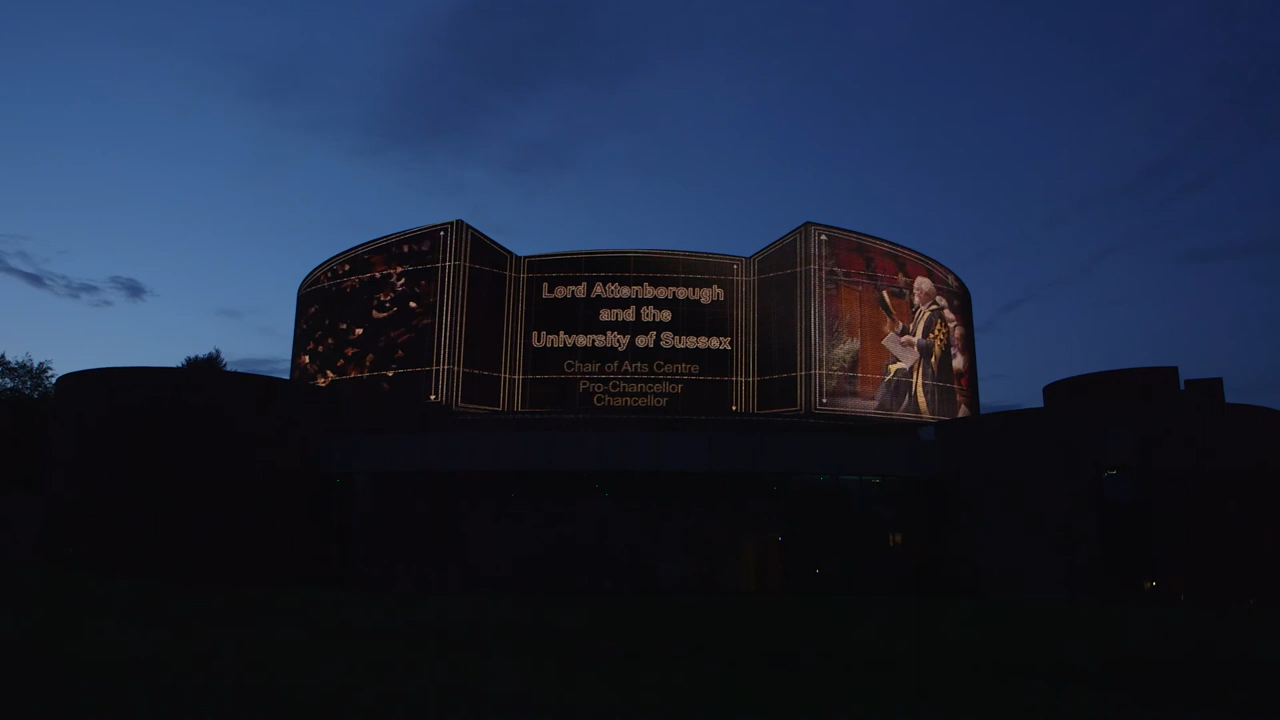 Lord Attenborough
and the
University of Sussex
Chair of Arts Centre
Pro-Chancellor
Chancellor